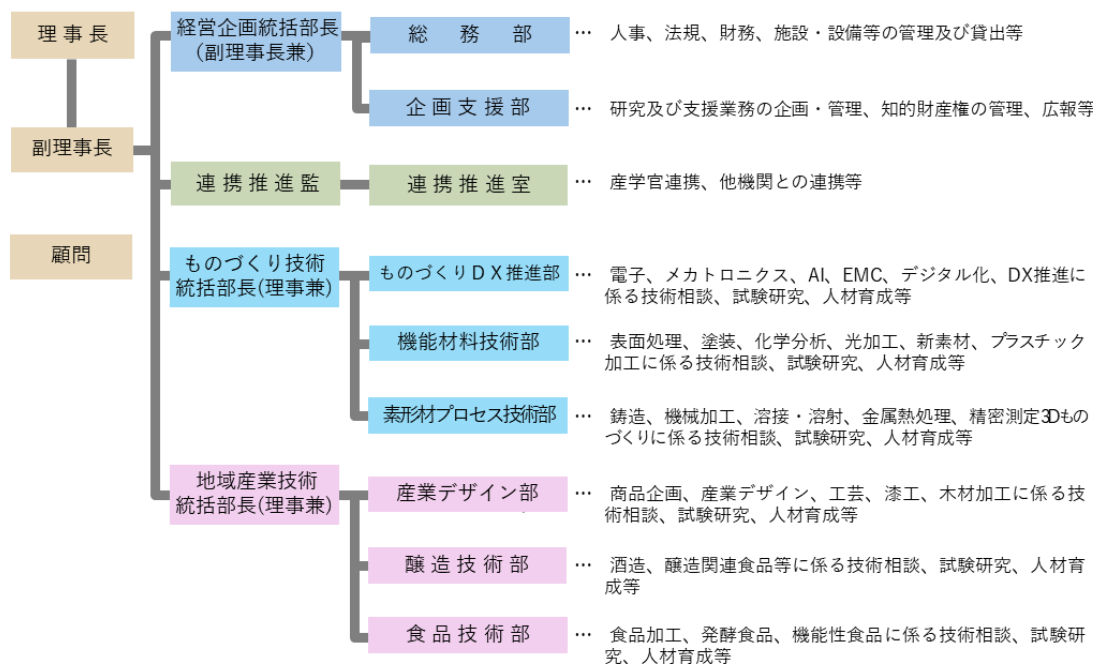 理事長
副理事長
顧問
経営企画統括部長
(副理事長兼)
総務部
… 人事、法規、財務、施設・設備等の管理及び貸出等
企画支援部
… 研究及び支援業務の企画・管理、知的財産権の管理、広報等
連携推進監
連携推進室
… 産学官連携、他機関との連携等
ものづくり技術
統括部長(理事兼)
ものづくりDX推進部
… 電子、メカトロニクス、AI、EMC、デジタル化、DX推進に
係る技術相談、試験研究、人材育成等
機能材料技術部
… 表面処理、塗装、化学分析、光加工、新素材、プラスチック
加工に係る技術相談、試験研究、人材育成等
素形材プロセス技術部
… 鋳造、機械加工、溶接・溶射、金属熱処理、精密測定3Dもの
づくりに係る技術相談、試験研究、人材育成等
地域産業技術
統括部長(理事兼)
産業デザイン部
… 商品企画、産業デザイン、工芸、漆工、木材加工に係る技
術相談、試験研究、人材育成等
醸造技術部
… 酒造、醸造関連食品等に係る技術相談、試験研究、人材育
成等
食品技術部
… 食品加工、発酵食品、機能性食品に係る技術相談、試験研
究、人材育成等